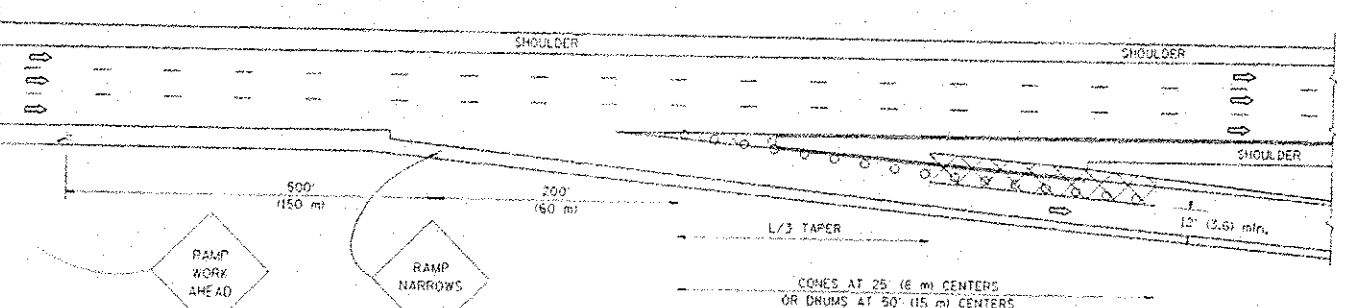 SHOULDER
SHOULDER
SHOULDER
500'
(150 m)
200'
(60 m)
12' (3.6) min.
L/3 TAPER
RAMP
WORK
AHEAD
RAMP
NARROWS
CONES AT 25' (8 m) CENTERS
OR DRUMS AT 50' (15 m) CENTERS